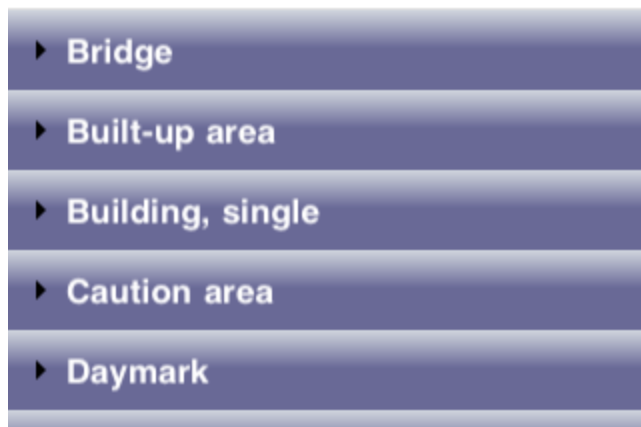 Bridge
Built-up area
Building, single
Caution area
Daymark